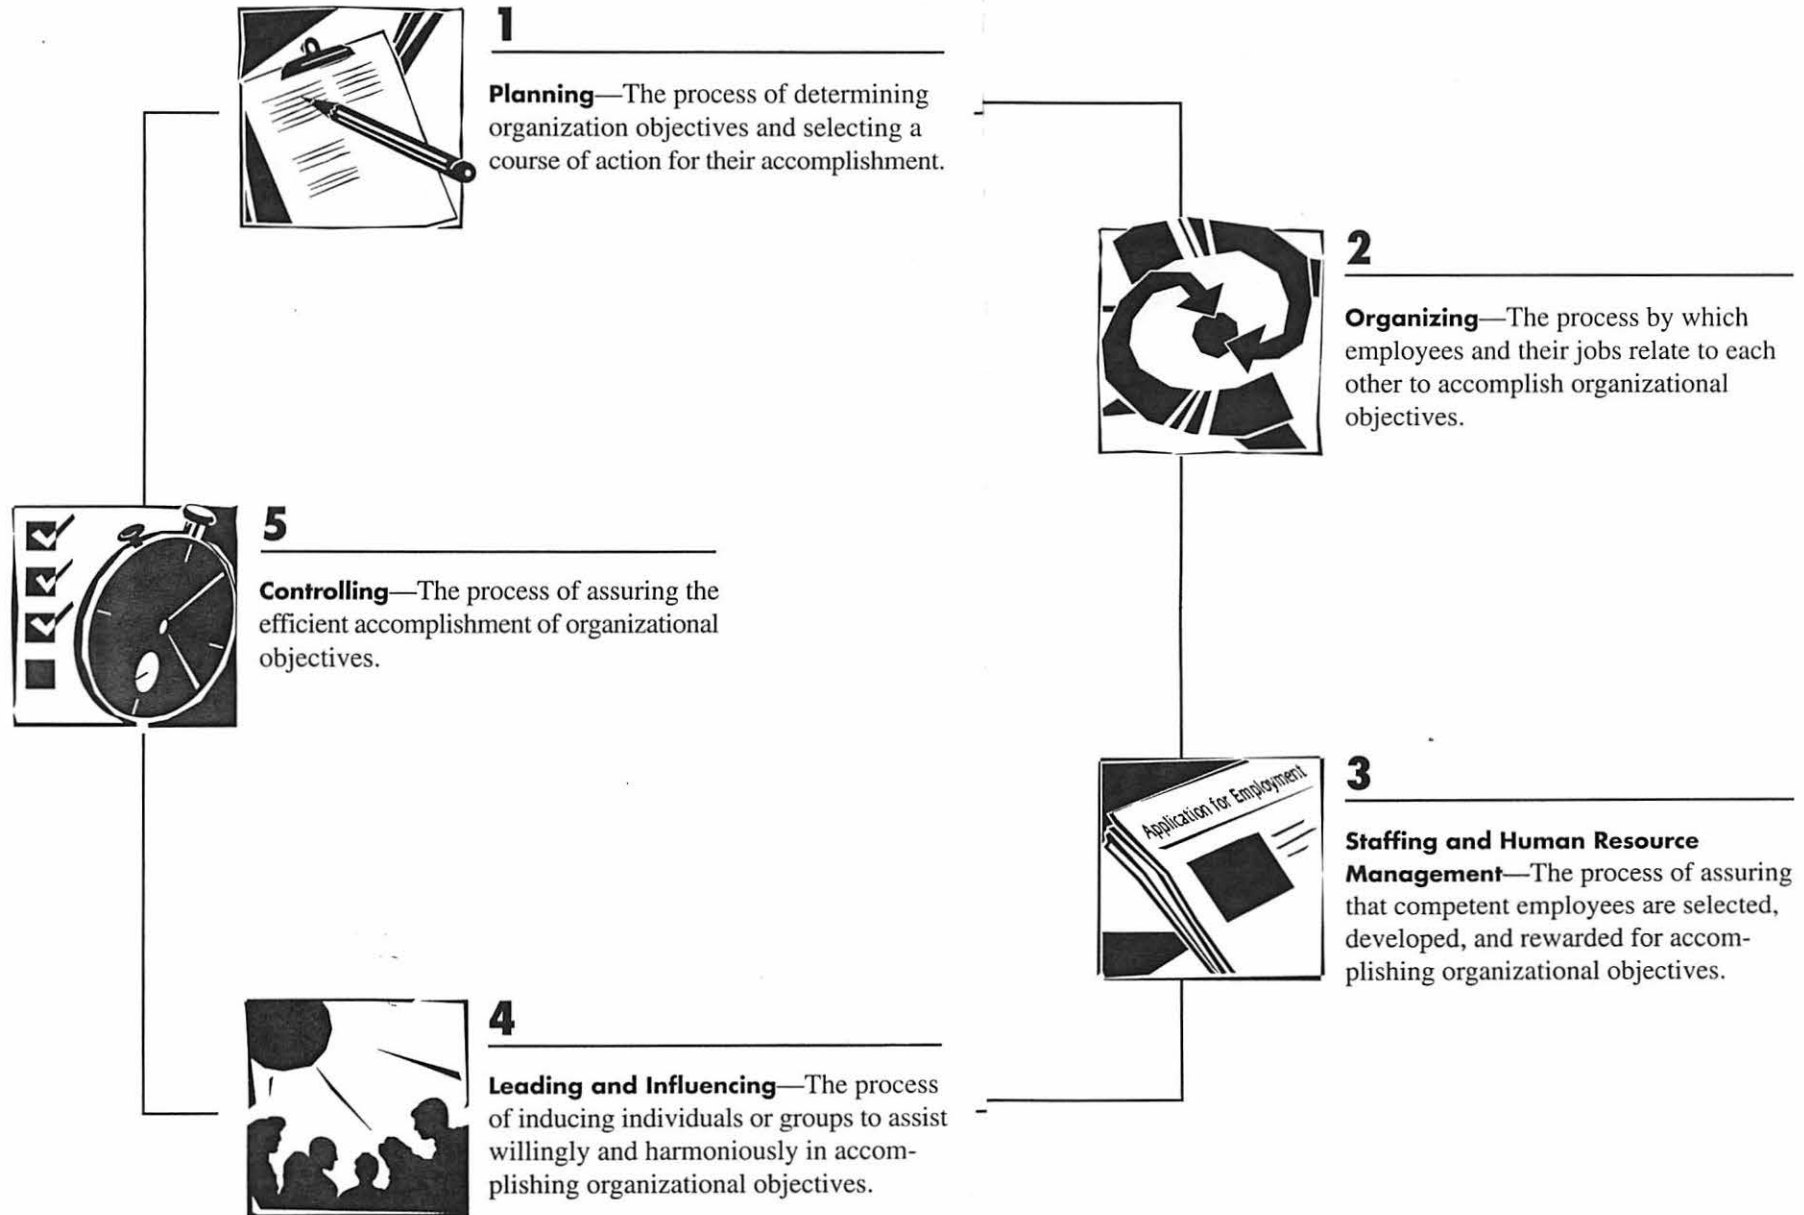 1
Planning—The process of determining
organization objectives and selecting a
course of action for their accomplishment.
2
Organizing—The process by which
employees and their jobs relate to each
other to accomplish organizational
objectives.
Application for Employment
3
Staffing and Human Resource
Management—The process of assuring
that competent employees are selected,
developed, and rewarded for accom-
plishing organizational objectives.
4
Leading and Influencing—The process
of inducing individuals or groups to assist
willingly and harmoniously in accom-
plishing organizational objectives.
5
Controlling—The process of assuring the
efficient accomplishment of organizational
objectives.